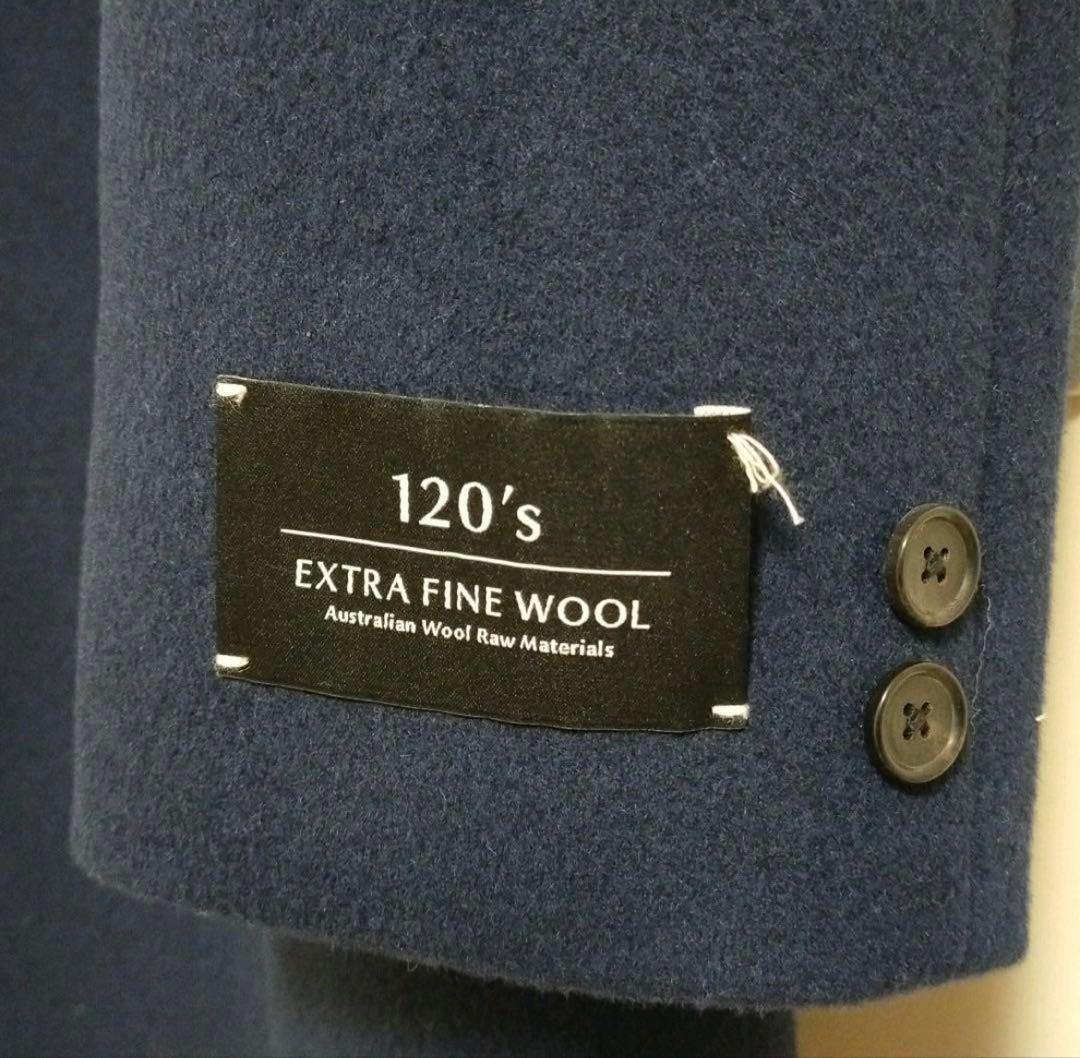 120's
EXTRA FINE WOOL
Australian Wool Raw Materials